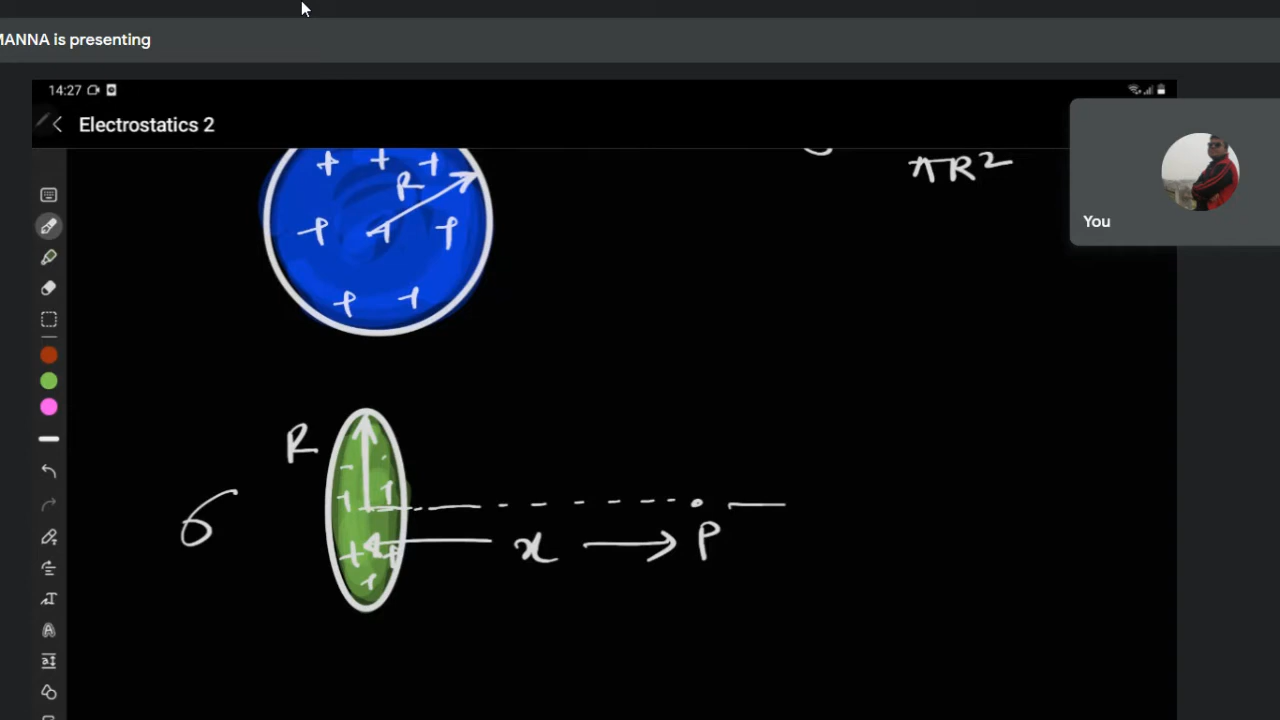 MANNA is presenting
14:27
Electrostatics 2
+ + +
R
πR²
+ + +
You
+ +
R
σ
x
P